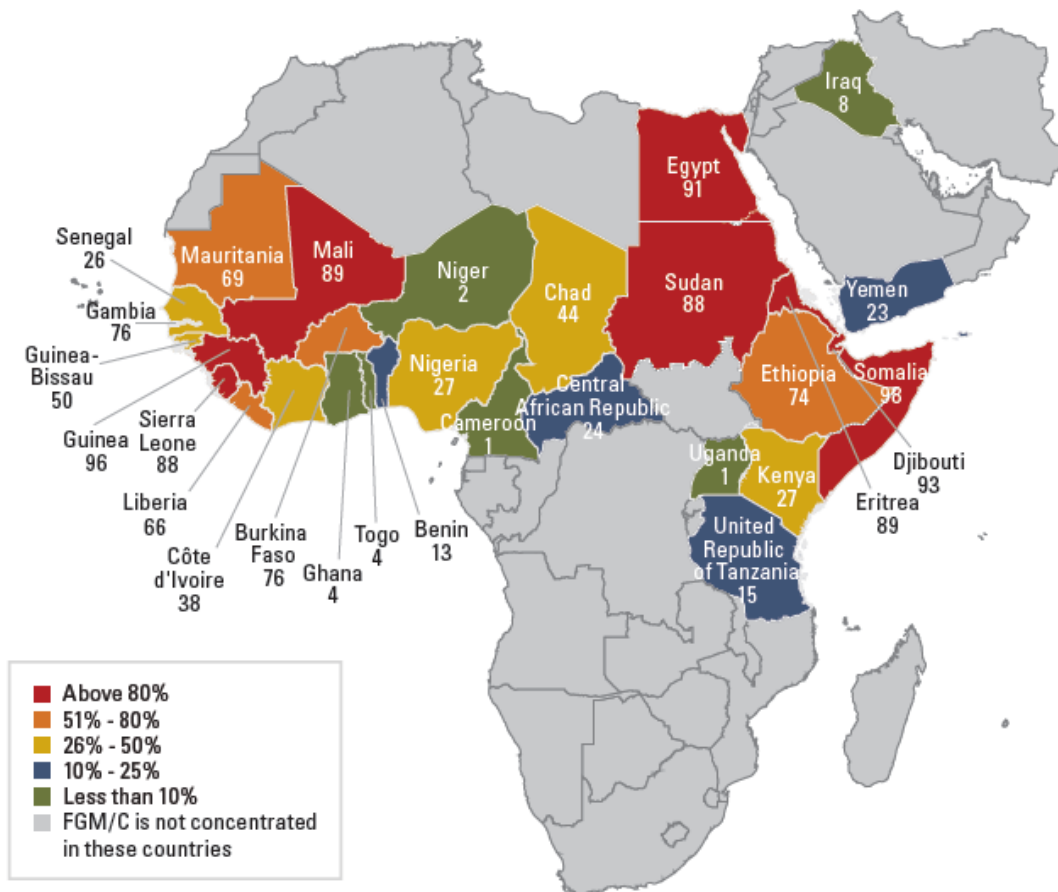 Iraq
8
Egypt
91
Senegal
26
Mauritania
69
Mali
89
Niger
2
Chad
44
Sudan
88
Yemen
23
Gambia
76
Guinea-
Bissau
50
Nigeria
27
Ethiopia
74
Somalia
98
Central
African Republic
24
Cameroon
1
Guinea
96
Sierra
Leone
88
Uganda
1
Kenya
27
Djibouti
93
Eritrea
89
Liberia
66
Côte
d'Ivoire
38
Burkina
Faso
76
Ghana
4
Togo
4
Benin
13
United
Republic
of Tanzania
15
Above 80%
51% - 80%
26% - 50%
10% - 25%
Less than 10%
FGM/C is not concentrated
in these countries